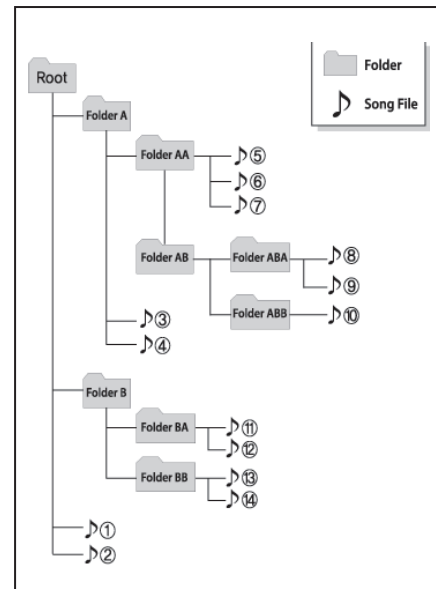 Folder
Song File
Root
Folder A
Folder AA
⑤
⑥
⑦
Folder AB
Folder ABA
⑧
⑨
Folder ABB
⑩
③
④
Folder B
Folder BA
⑪
⑫
Folder BB
⑬
⑭
①
②